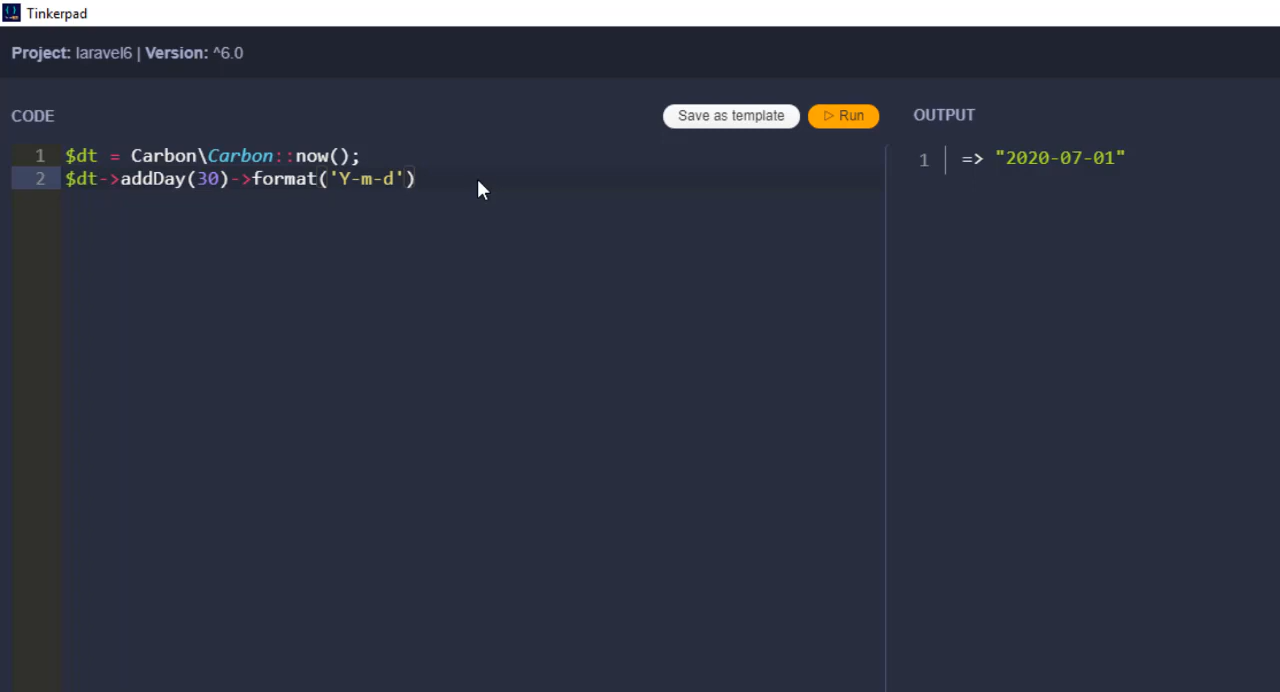 Tinkerpad
Project: laravel6 | Version: ^6.0
CODE
Save as template
▷ Run
OUTPUT
1 $dt = Carbon\Carbon::now();
2 $dt->addDay(30)->format('Y-m-d')
1 => "2020-07-01"